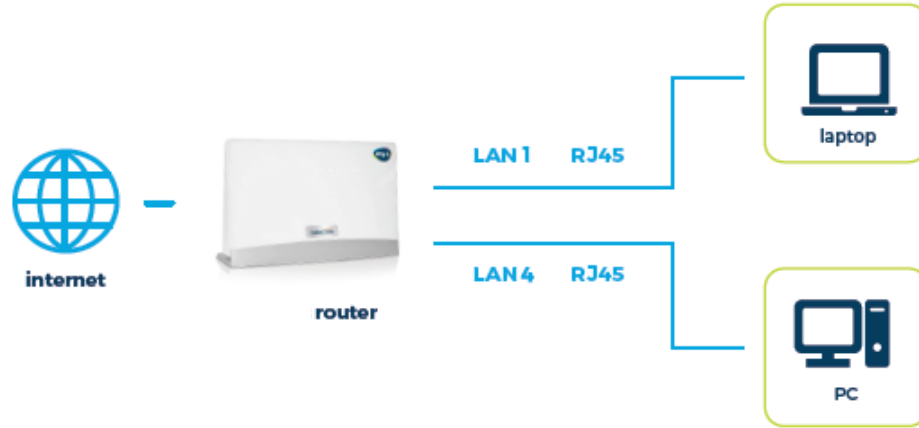 LAN 1 RJ45
laptop
internet
LAN 4 RJ45
router
PC